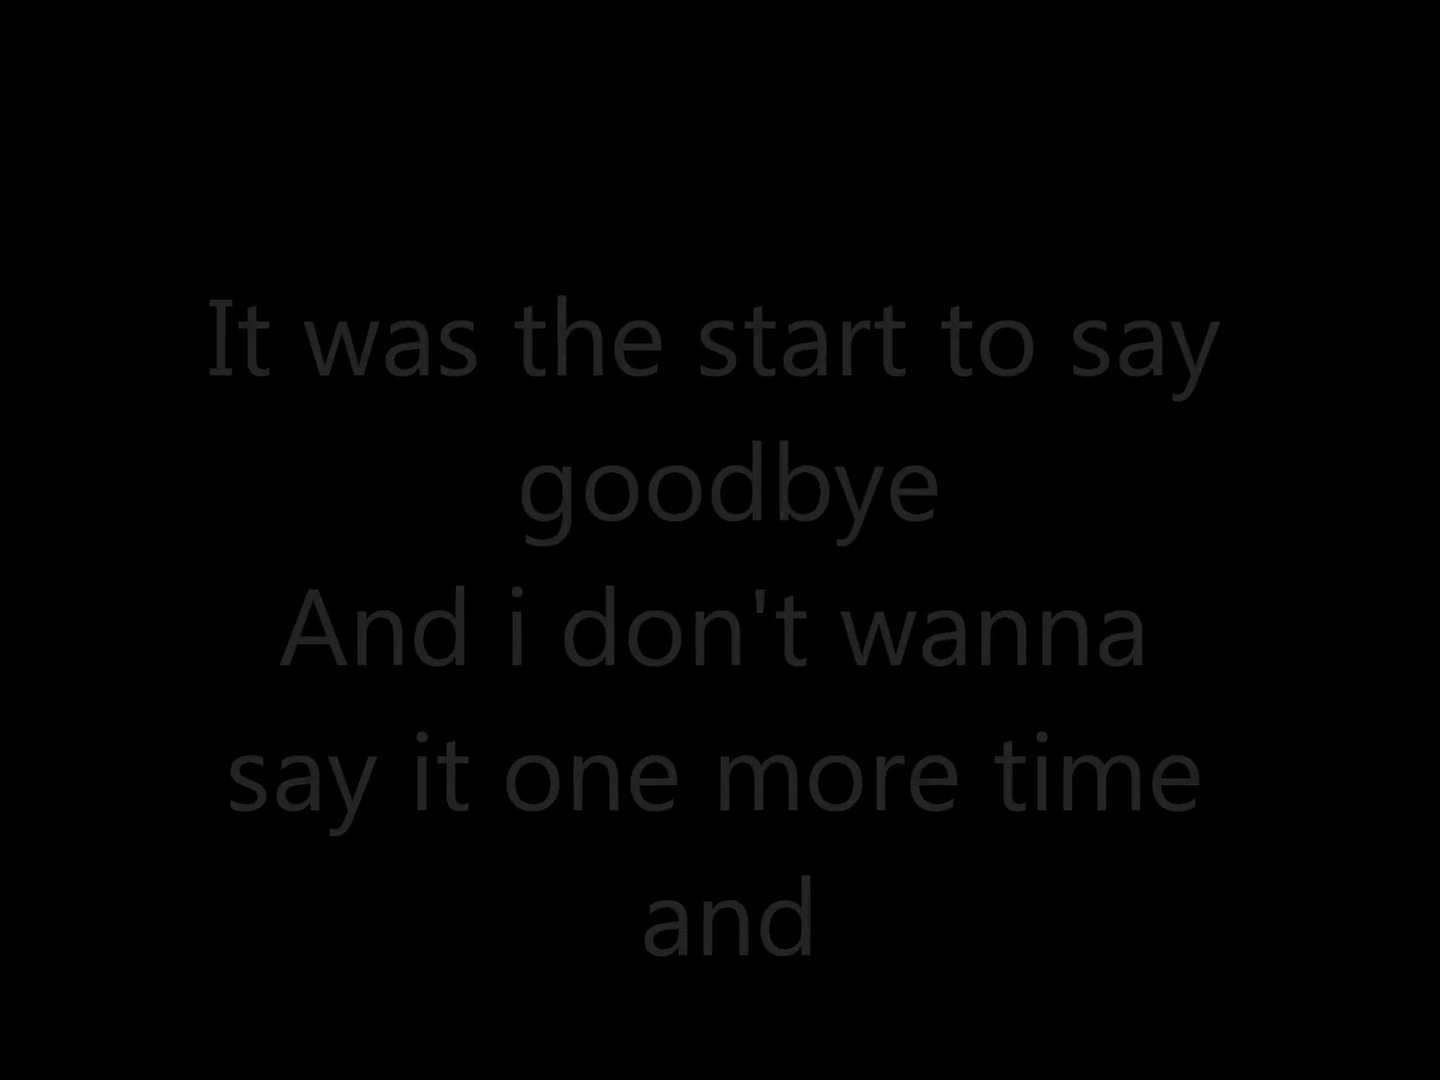 It was the start to say
goodbye
And i don't wanna
say it one more time
and